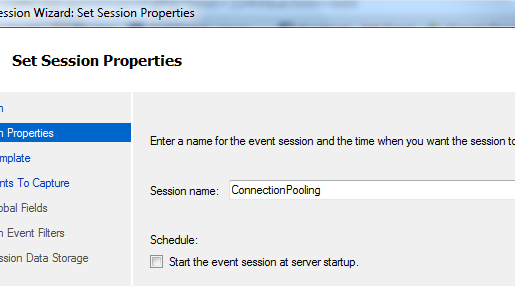 ession Wizard: Set Session Properties
Set Session Properties
n
n Properties
mplate
nts To Capture
obal Fields
n Event Filters
ssion Data Storage
Enter a name for the event session and the time when you want the session to
Session name: ConnectionPooling
Schedule:
Start the event session at server startup.